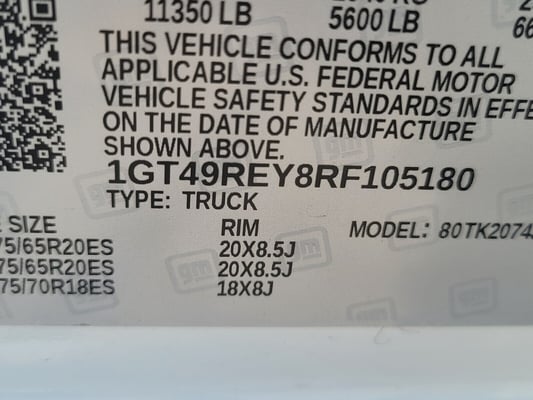 11350 LB
5600 LB
THIS VEHICLE CONFORMS TO ALL
APPLICABLE U.S. FEDERAL MOTOR
VEHICLE SAFETY STANDARDS IN EFFE
ON THE DATE OF MANUFACTURE
SHOWN ABOVE.
1GT49REY8RF105180
TYPE: TRUCK
E SIZE RIM MODEL: 80TK2074
75/65R20ES 20X8.5J
75/65R20ES 20X8.5J
75/70R18ES 18X8J